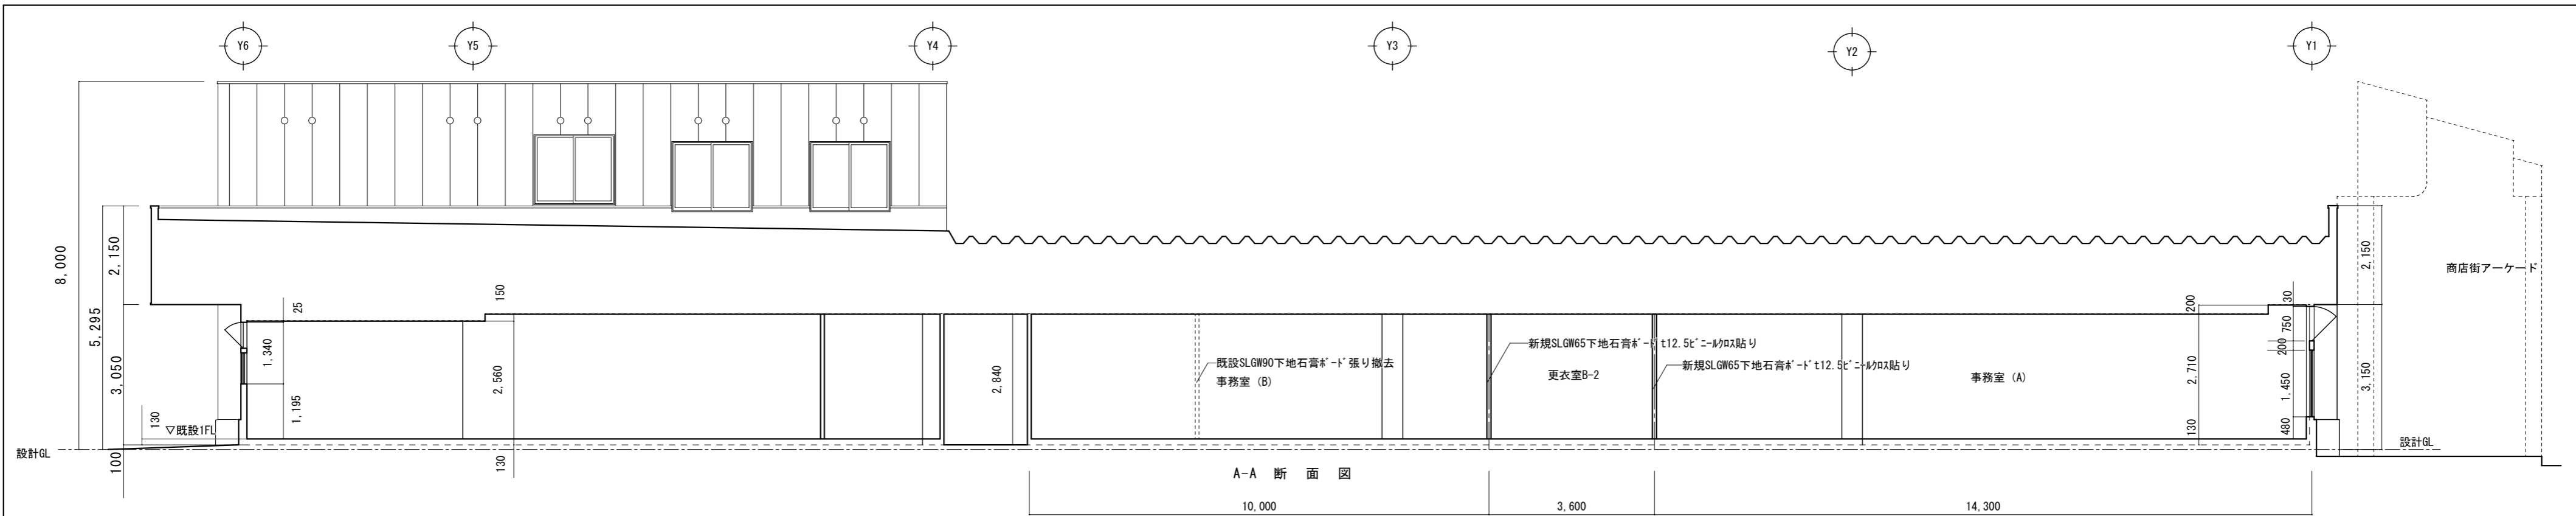 Y6
Y5
Y4
Y3
Y2
Y1
8,000
5,295
2,150
3,050
100
130
▽既設1FL
設計GL
25
1,340
1,195
150
2,560
130
2,840
既設SLGW90下地石膏ﾎﾞｰﾄﾞ張り撤去
事務室 (B)
新規SLGW65下地石膏ﾎﾞｰﾄﾞt12.5ﾋﾞﾆｰﾙｸﾛｽ貼り
更衣室B-2
新規SLGW65下地石膏ﾎﾞｰﾄﾞt12.5ﾋﾞﾆｰﾙｸﾛｽ貼り
事務室 (A)
200
2,710
130
30
750
200
1,450
480
2,150
3,150
商店街アーケード
設計GL
A-A 断 面 図
10,000
3,600
14,300